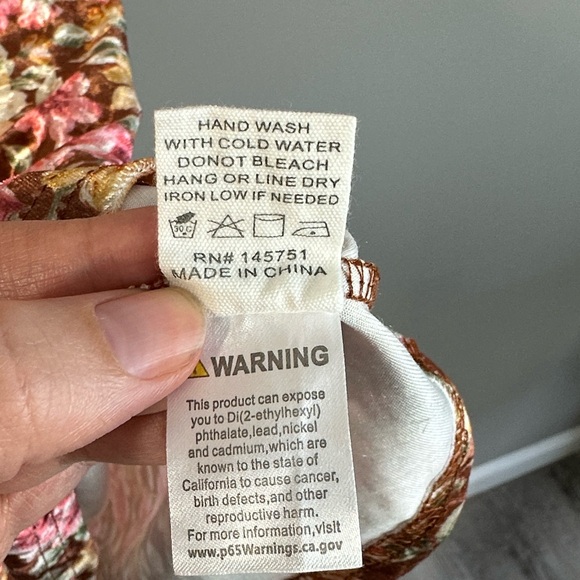 HAND WASH
WITH COLD WATER
DONOT BLEACH
HANG OR LINE DRY
IRON LOW IF NEEDED
30C
RN# 145751
MADE IN CHINA
WARNING
This product can expose
you to Di(2-ethylhexyl)
phthalate,lead,nickel
and cadmium,which are
known to the state of
California to cause cancer,
birth defects,and other
reproductive harm.
For more information,visit
www.p65Warnings.ca.gov